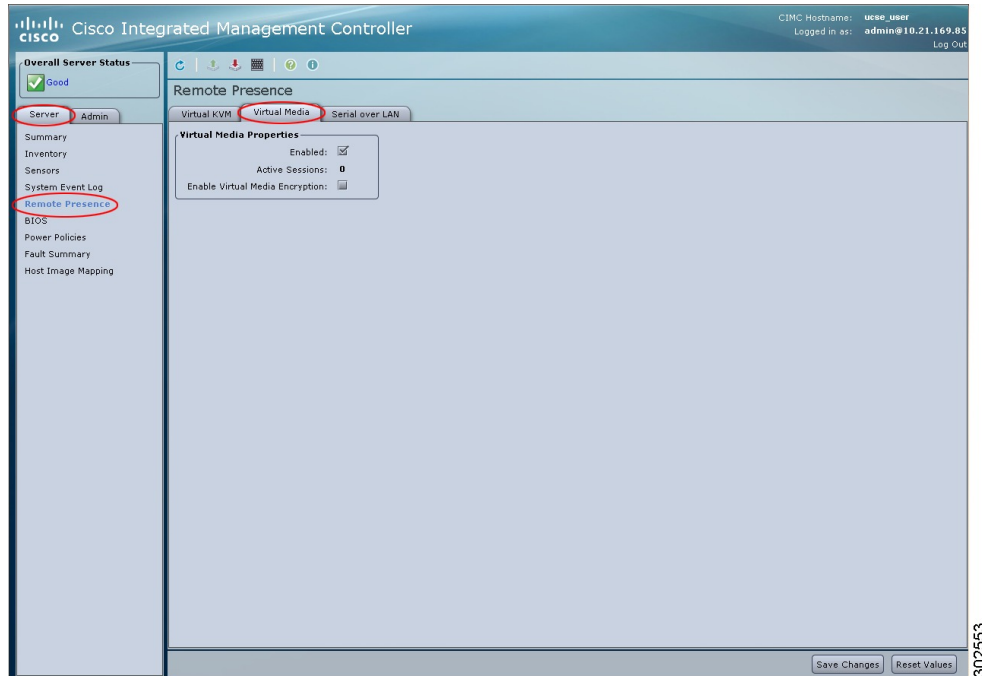 cisco Cisco Integrated Management Controller
CIMC Hostname: ucse_user
Logged in as: admin@10.21.169.85
Log Out
Overall Server Status
Good
Server Admin
Summary
Inventory
Sensors
System Event Log
Remote Presence
BIOS
Power Policies
Fault Summary
Host Image Mapping
Remote Presence
Virtual KVM Virtual Media Serial over LAN
Virtual Media Properties
Enabled:
Active Sessions: 0
Enable Virtual Media Encryption:
Save Changes Reset Values
302553